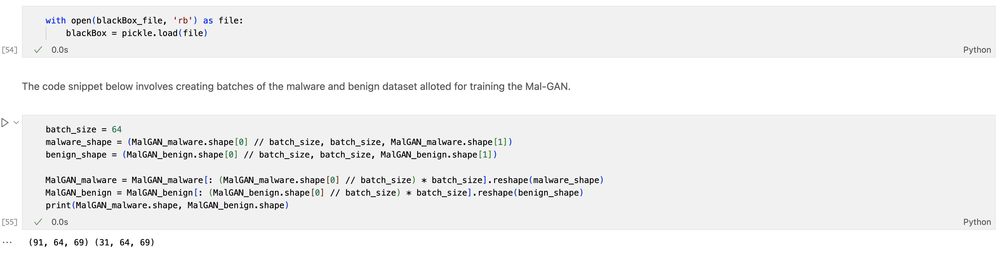 with open(blackBox_file, 'rb') as file:
    blackBox = pickle.load(file)
[54] ✓ 0.0s Python
The code snippet below involves creating batches of the malware and benign dataset alloted for training the Mal-GAN.
batch_size = 64
malware_shape = (MalGAN_malware.shape[0] // batch_size, batch_size, MalGAN_malware.shape[1])
benign_shape = (MalGAN_benign.shape[0] // batch_size, batch_size, MalGAN_benign.shape[1])
MalGAN_malware = MalGAN_malware[: (MalGAN_malware.shape[0] // batch_size) * batch_size].reshape(malware_shape)
MalGAN_benign = MalGAN_benign[: (MalGAN_benign.shape[0] // batch_size) * batch_size].reshape(benign_shape)
print(MalGAN_malware.shape, MalGAN_benign.shape)
[55] ✓ 0.0s Python
... (91, 64, 69) (31, 64, 69)